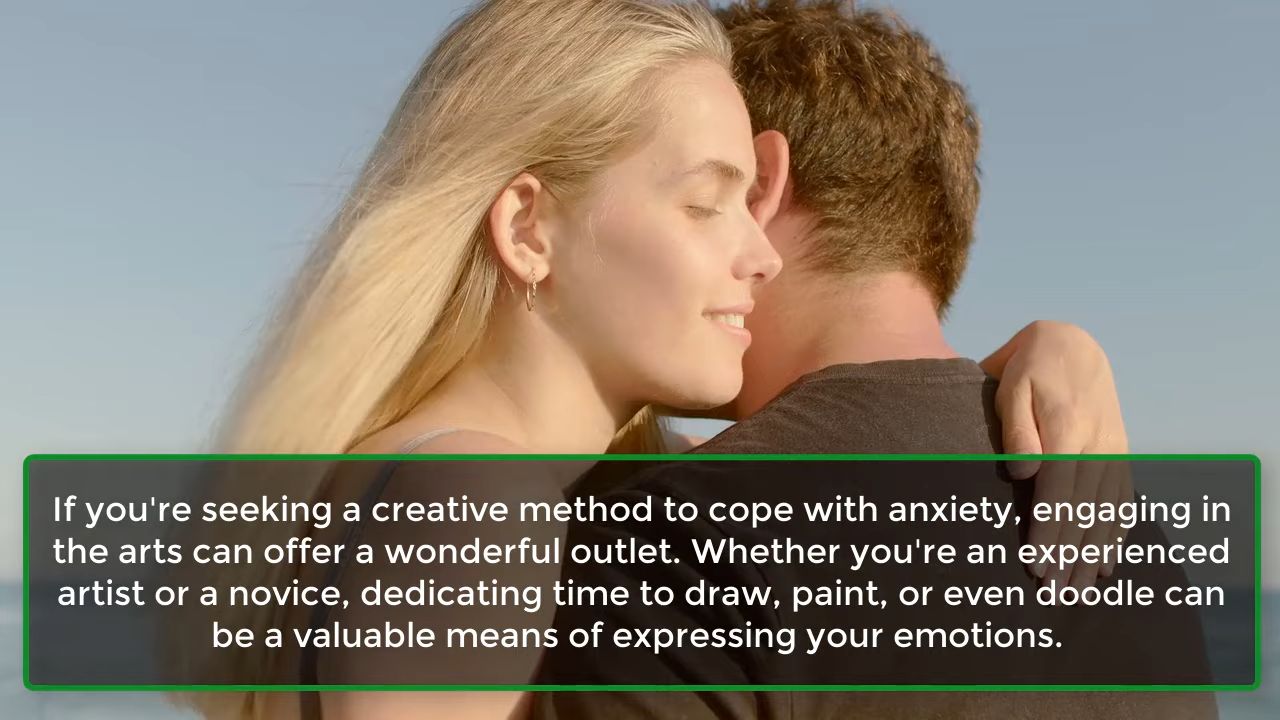 If you're seeking a creative method to cope with anxiety, engaging in
the arts can offer a wonderful outlet. Whether you're an experienced
artist or a novice, dedicating time to draw, paint, or even doodle can
be a valuable means of expressing your emotions.